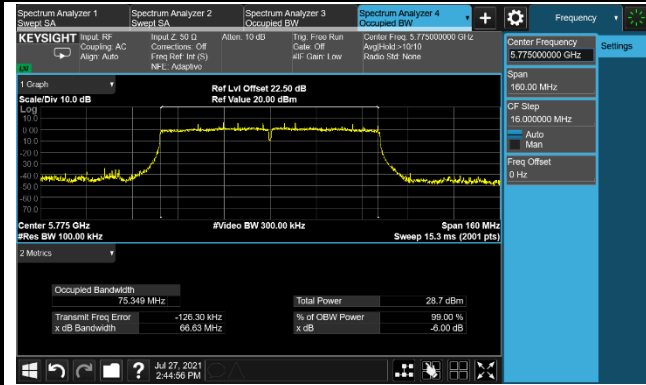 Spectrum Analyzer 1
Swept SA
Spectrum Analyzer 2
Swept SA
Spectrum Analyzer 3
Occupied BW
Spectrum Analyzer 4
Occupied BW
Frequency
KEYSIGHT
Input: RF
Coupling: AC
Align: Auto
Input Z: 50 Ω
Corrections: Off
Freq Ref: Int (S)
NFE: Adaptive
Atten: 10 dB
Trig: Free Run
Gate: Off
#IF Gain: Low
Center Freq: 5.775000000 GHz
Avg|Hold:>10/10
Radio Std: None
Center Frequency
5.775000000 GHz
Settings
Span
160.00 MHz
CF Step
16.000000 MHz
Auto
Man
Freq Offset
0 Hz
1 Graph
Scale/Div 10.0 dB
Ref Lvl Offset 22.50 dB
Ref Value 20.00 dBm
Log
10.0
0.00
-10.0
-20.0
-30.0
-40.0
-50.0
-60.0
-70.0
Center 5.775 GHz
#Video BW 300.00 kHz
Span 160 MHz
#Res BW 100.00 kHz
Sweep 15.3 ms (2001 pts)
2 Metrics
Occupied Bandwidth
75.349 MHz
Total Power 28.7 dBm
Transmit Freq Error -126.30 kHz
% of OBW Power 99.00 %
x dB Bandwidth 66.63 MHz
x dB -6.00 dB
Jul 27, 2021
2:44:56 PM